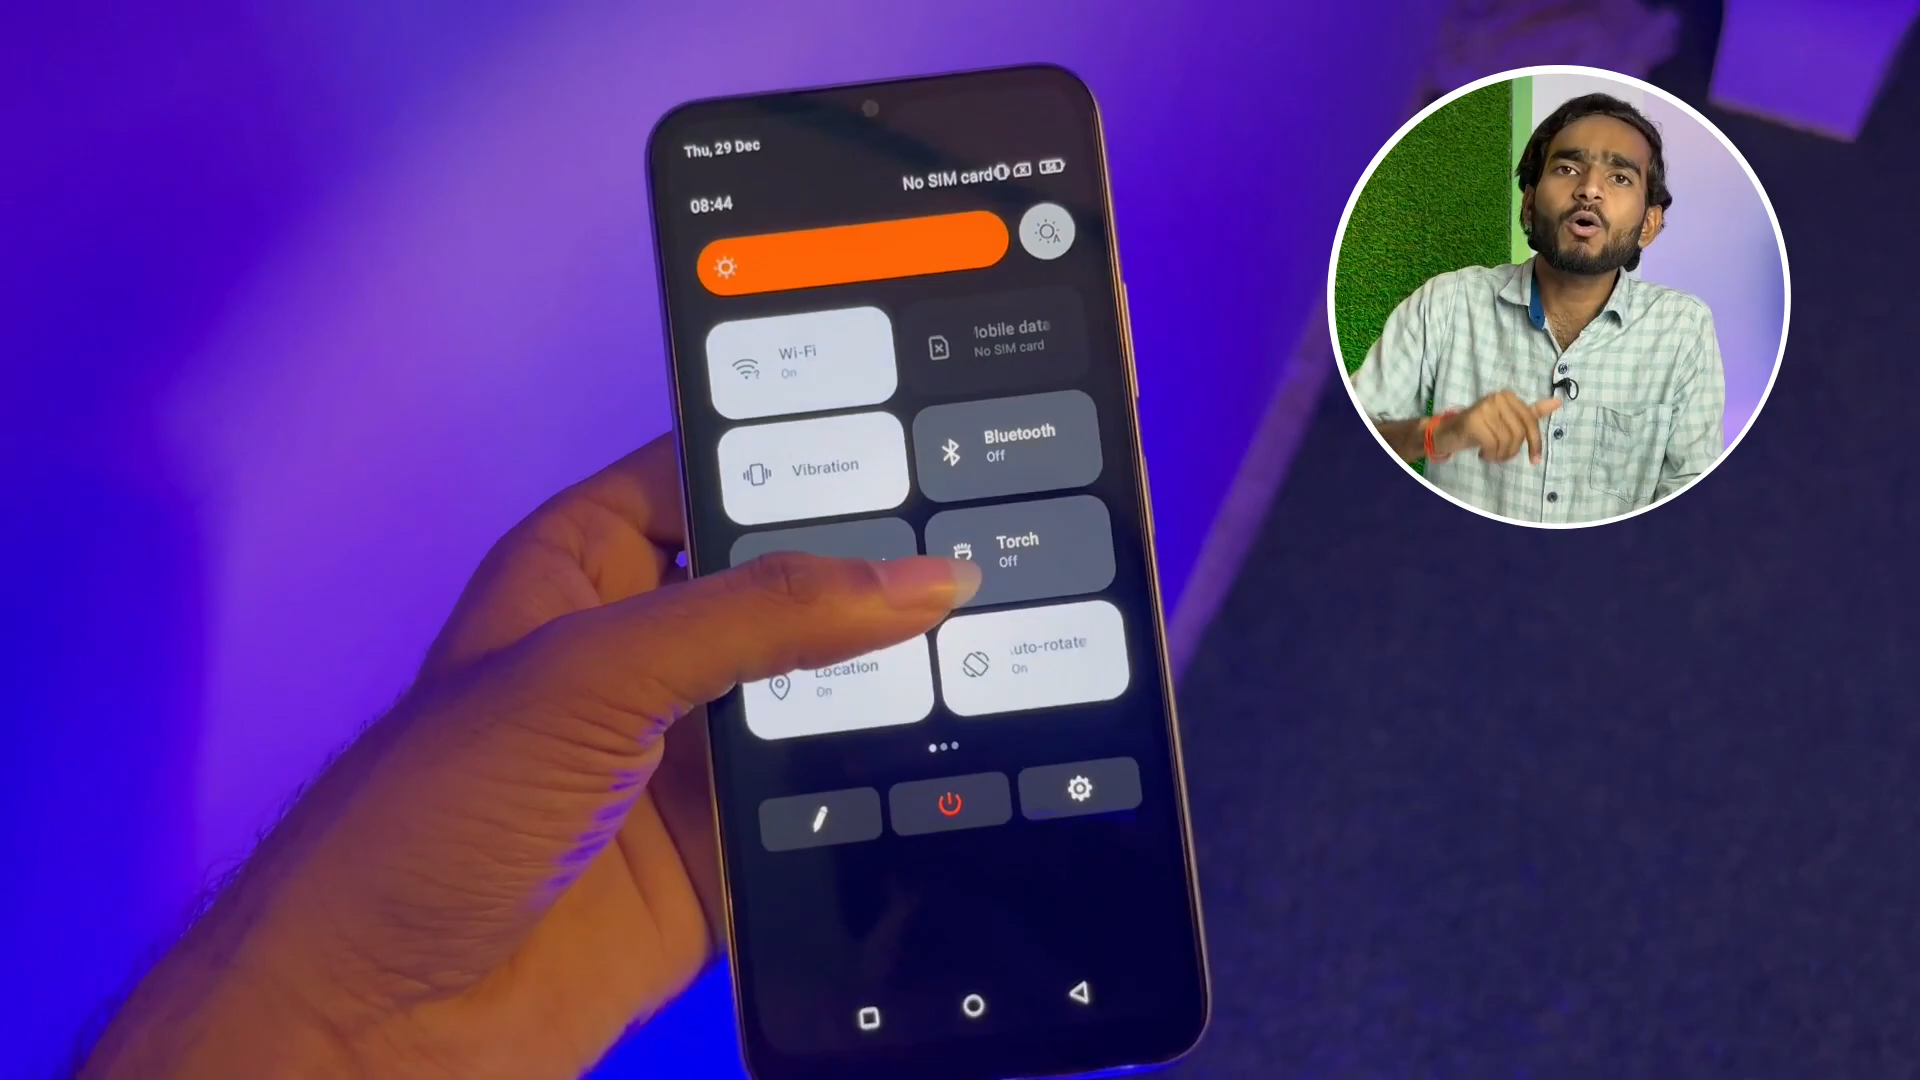 Thu, 29 Dec
No SIM card
08:44
Wi-Fi
On
Mobile data
No SIM card
Vibration
Bluetooth
Off
Torch
Off
Location
On
uto-rotate
On